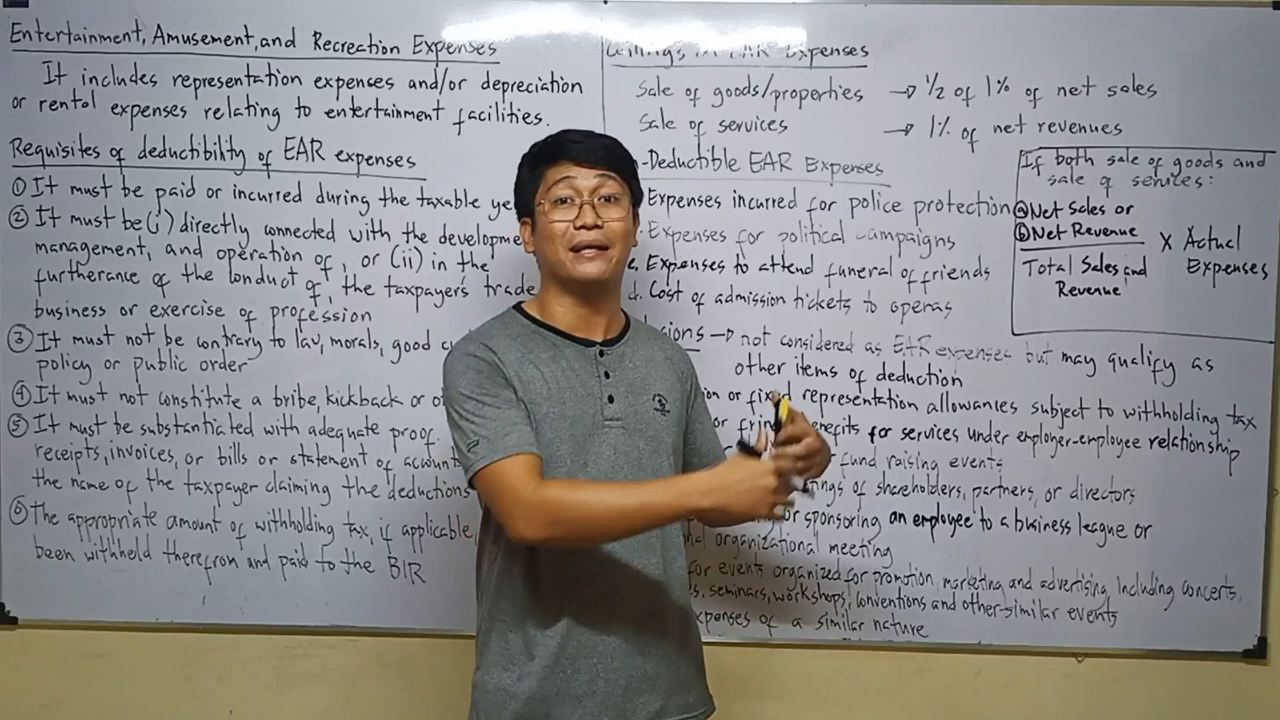 Entertainment, Amusement, and Recreation Expenses
It includes representation expenses and/or depreciation
or rental expenses relating to entertainment facilities.
Requisites of deductibility of EAR expenses
① It must be paid or incurred during the taxable
② It must be (i) directly connected with the
management, and operation of, or (ii) in the
furtherance of the conduct of, the taxpayer's trade
business or exercise of profession
③ It must not be contrary to law, morals, good
policy or public order
④ It must not constitute a bribe, kickback or
⑤ It must be substantiated with adequate proof.
receipts, invoices, or bills or statement of
the name of the taxpayer claiming the deductions
⑥ The appropriate amount of withholding tax, if applicable,
been withheld therefrom and paid to the BIR
Expenses
Sale of goods/properties → 1/2 of 1% of net sales
Sale of services → 1% of net revenues
-Deductible EAR Expenses
Expenses incurred for police protection
Expenses for political campaigns
c. Expenses to attend funeral of friends
d. Cost of admission tickets to operas
If both sale of goods and
sale of services:
ⓐ Net Sales or
ⓑ Net Revenue
Total Sales and
Revenue
X Actual
Expenses
→ not considered as EAR expenses but may qualify as
other items of deduction
or fixed representation allowances subject to withholding tax
or for services under employer-employee relationship
fund raising events
of shareholders, partners, or directors
or sponsoring an employee to a business league or
organizational meeting
for events organized for promotion, marketing and advertising, including concerts,
seminars, workshops, conventions and other similar events
of a similar nature